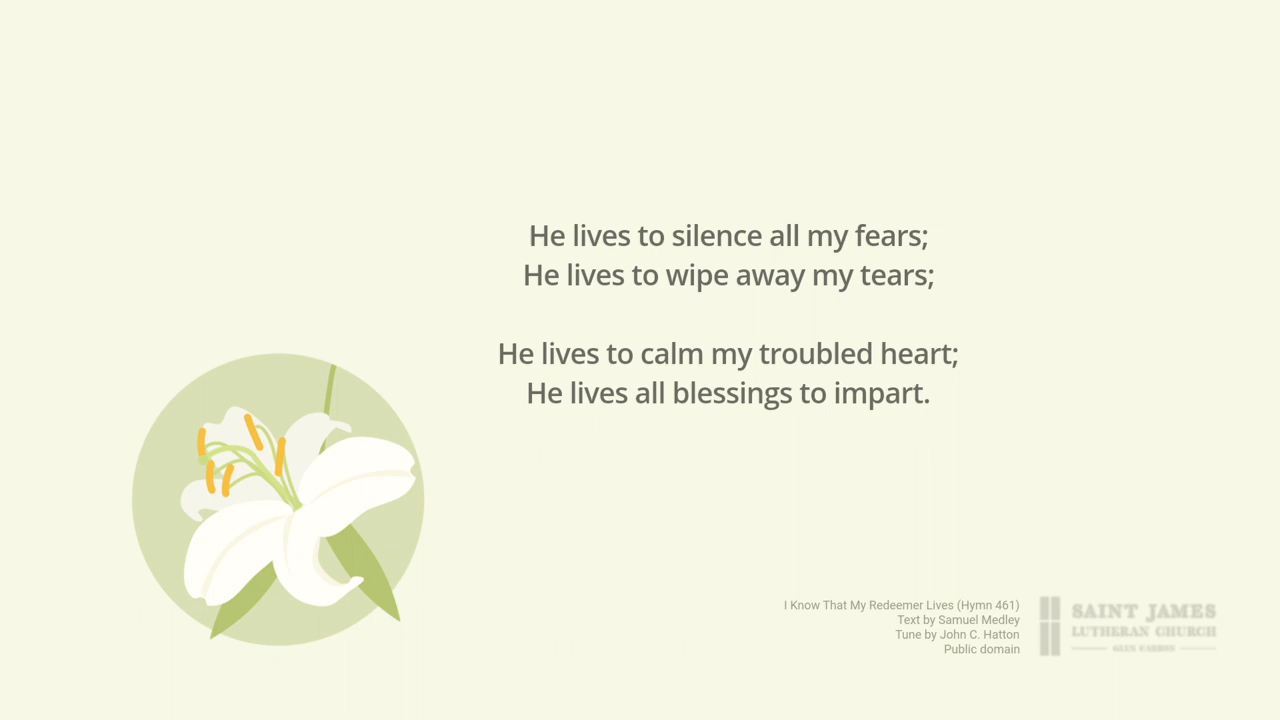 He lives to silence all my fears;
He lives to wipe away my tears;
He lives to calm my troubled heart;
He lives all blessings to impart.
I Know That My Redeemer Lives (Hymn 461)
Text by Samuel Medley
Tune by John C. Hatton
Public domain
SAINT JAMES
LUTHERAN CHURCH
GLEN CARBON